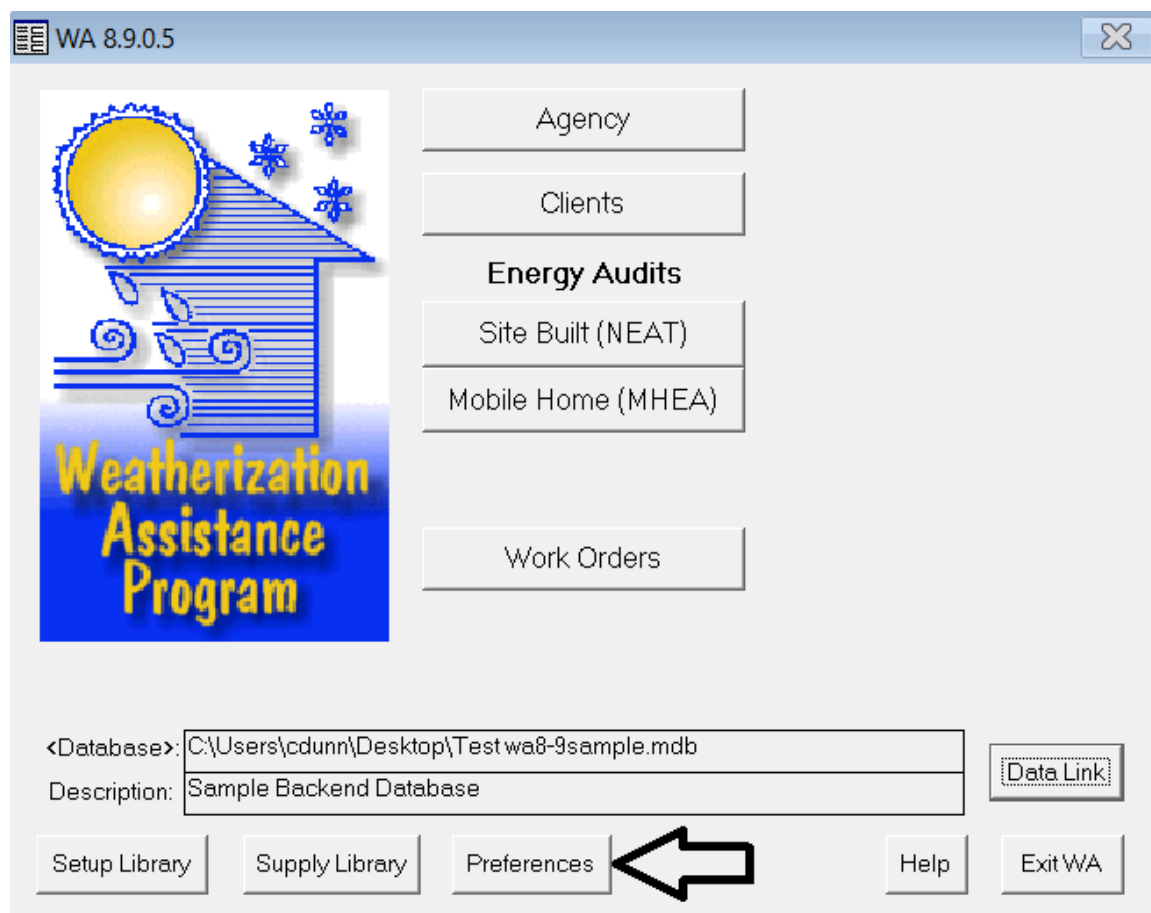 WA 8.9.0.5
Agency
Clients
Energy Audits
Site Built (NEAT)
Mobile Home (MHEA)
Work Orders
Weatherization
Assistance
Program
<Database>: C:\Users\cdunn\Desktop\Test wa8-9sample.mdb
Description: Sample Backend Database
Data Link
Setup Library Supply Library Preferences Help Exit WA